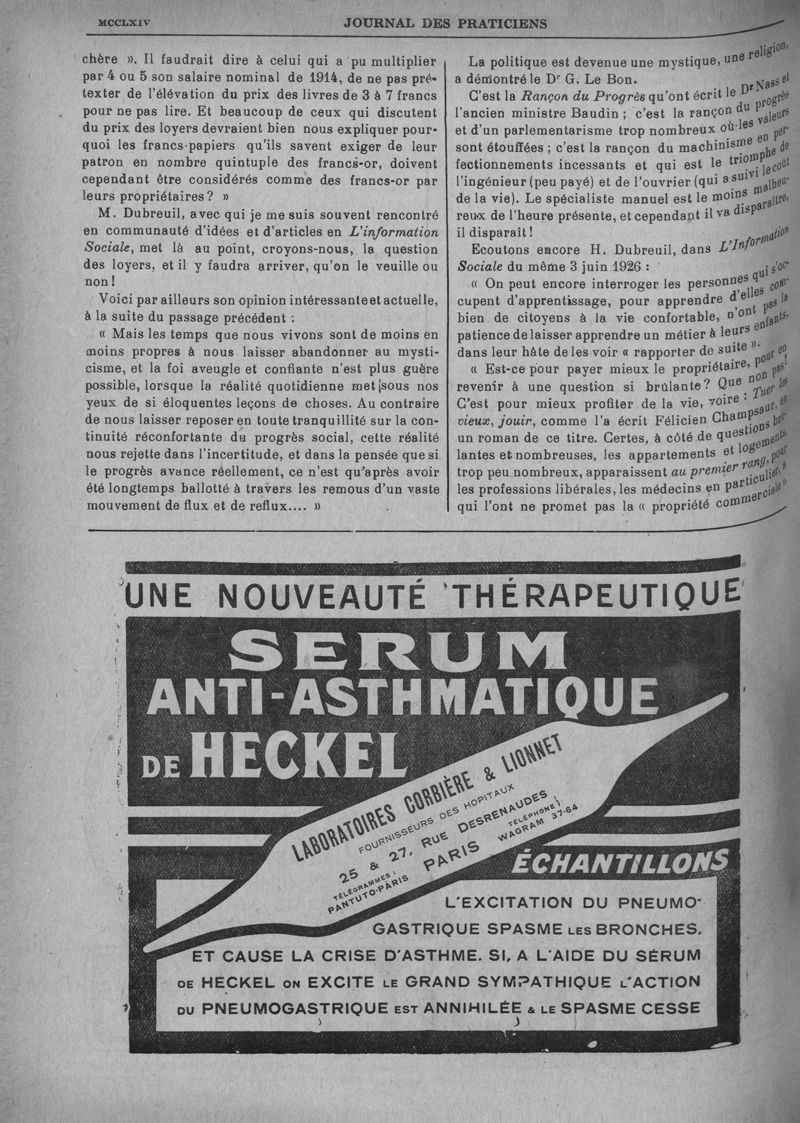 MCCLXIV
JOURNAL DES PRATICIENS
chère ». Il faudrait dire à celui qui a pu multiplier
par 4 ou 5 son salaire nominal de 1914, de ne pas pré-
texter de l'élévation du prix des livres de 3 à 7 francs
pour ne pas lire. Et beaucoup de ceux qui discutent
du prix des loyers devraient bien nous expliquer pour-
quoi les francs-papiers qu'ils savent exiger de leur
patron en nombre quintuple des francs-or, doivent
cependant être considérés comme des francs-or par
leurs propriétaires ? »
M. Dubreuil, avec qui je me suis souvent rencontré
en communauté d'idées et d'articles en L'information
Sociale, met là au point, croyons-nous, la question
des loyers, et il y faudra arriver, qu'on le veuille ou
non !
Voici par ailleurs son opinion intéressante et actuelle,
à la suite du passage précédent :
« Mais les temps que nous vivons sont de moins en
moins propres à nous laisser abandonner au mysti-
cisme, et la foi aveugle et confiante n'est plus guère
possible, lorsque la réalité quotidienne met sous nos
yeux de si éloquentes leçons de choses. Au contraire
de nous laisser reposer en toute tranquillité sur la con-
tinuité réconfortante du progrès social, cette réalité
nous rejette dans l'incertitude, et dans la pensée que si
le progrès avance réellement, ce n'est qu'après avoir
été longtemps ballotté à travers les remous d'un vaste
mouvement de flux et de reflux.... »
La politique est devenue une mystique, une religion,
a démontré le Dr G. Le Bon.
C'est la Rançon du Progrès qu'ont écrit le Dr Nass et
l'ancien ministre Baudin ; c'est la rançon du progrès
et d'un parlementarisme trop nombreux où les valeurs
sont étouffées ; c'est la rançon du machinisme en per-
fectionnements incessants et qui est le triomphe de
l'ingénieur (peu payé) et de l'ouvrier (qui a suivi le coût
de la vie). Le spécialiste manuel est le moins malheu-
reux de l'heure présente, et cependant il va disparaître,
il disparait !
Ecoutons encore H. Dubreuil, dans L'Information
Sociale du même 3 juin 1926 :
« On peut encore interroger les personnes qui s'oc-
cupent d'apprentissage, pour apprendre d'elles com-
bien de citoyens à la vie confortable, n'ont pas la
patience de laisser apprendre un métier à leurs enfants,
dans leur hâte de les voir « rapporter de suite ».
« Est-ce pour payer mieux le propriétaire, pour en
revenir à une question si brûlante ? Que non pas !
C'est pour mieux profiter de la vie, voire : Tuer les
vieux, jouir, comme l'a écrit Félicien Champsaur, en
un roman de ce titre. Certes, à côté de questions brû-
lantes et nombreuses, les appartements et logements,
trop peu nombreux, apparaissent au premier rang, pour
les professions libérales, les médecins en particulier, à
qui l'ont ne promet pas la « propriété commerciale »
UNE NOUVEAUTÉ THÉRAPEUTIQUE
SERUM
ANTI-ASTHMATIQUE
DE HECKEL
LABORATOIRES CORBIÈRE & LIONNET
FOURNISSEURS DES HOPITAUX
25 & 27, RUE DESRENAUDES
TÉLÉGRAMMES :
PANTUTO-PARIS
PARIS
TÉLÉPHONE :
WAGRAM 37-64
ÉCHANTILLONS
L'EXCITATION DU PNEUMO-
GASTRIQUE SPASME LES BRONCHES,
ET CAUSE LA CRISE D'ASTHME. SI, A L'AIDE DU SÉRUM
DE HECKEL ON EXCITE LE GRAND SYMPATHIQUE L'ACTION
DU PNEUMOGASTRIQUE EST ANNIHILÉE & LE SPASME CESSE